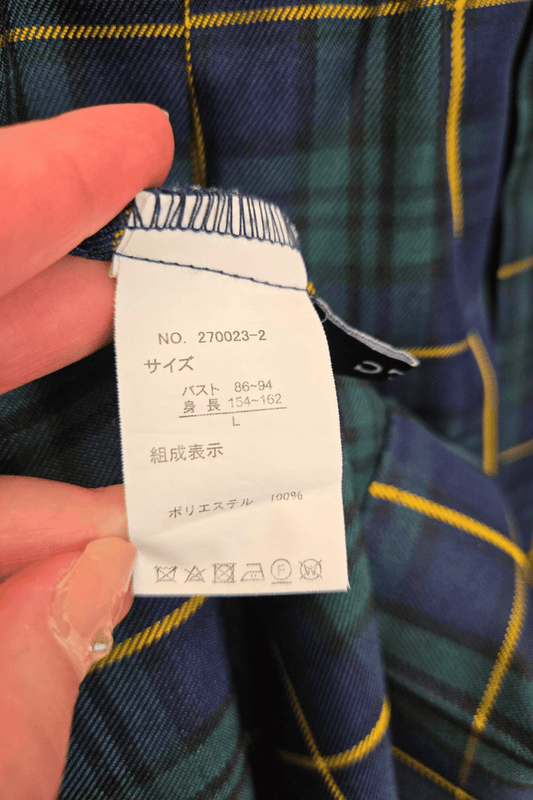 NO. 270023-2
サイズ
バスト 86~94
身長 154~162
L
組成表示
ポリエステル 100%
F
W